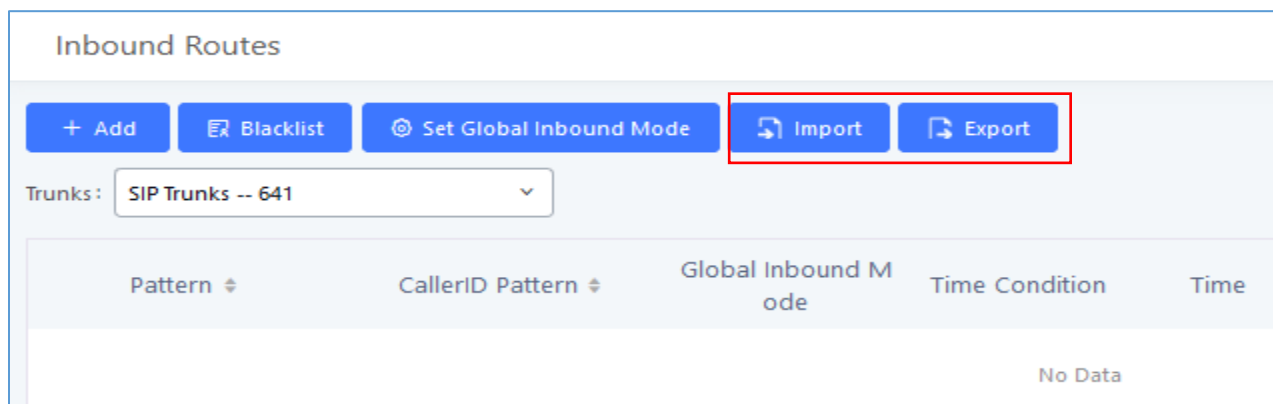 Inbound Routes
+ Add Blacklist Set Global Inbound Mode Import Export
Trunks: SIP Trunks -- 641
Pattern CallerID Pattern Global Inbound M
ode Time Condition Time
No Data